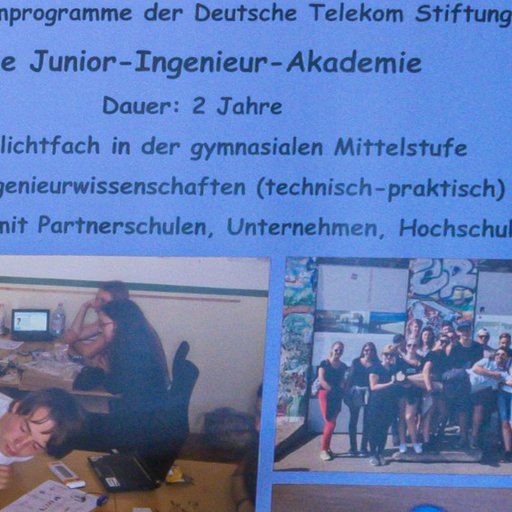 nprogramme der Deutsche Telekom Stiftung
e Junior-Ingenieur-Akademie
Dauer: 2 Jahre
lichtfach in der gymnasialen Mittelstufe
genieurwissenschaften (technisch-praktisch)
mit Partnerschulen, Unternehmen, Hochschul